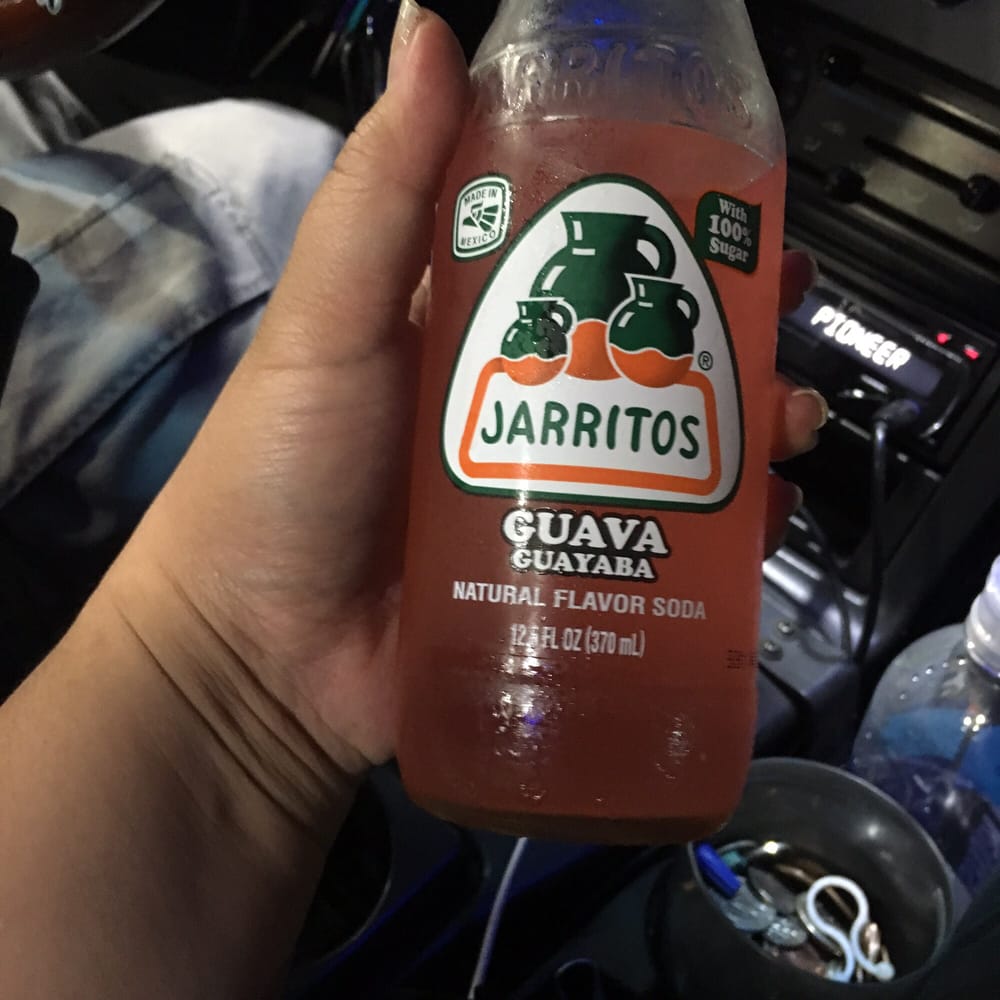 JARRITOS
MADE IN
MEXICO
With
100%
Sugar
PIONEER
®
JARRITOS
GUAVA
GUAYABA
NATURAL FLAVOR SODA
12.5 FL OZ (370 mL)